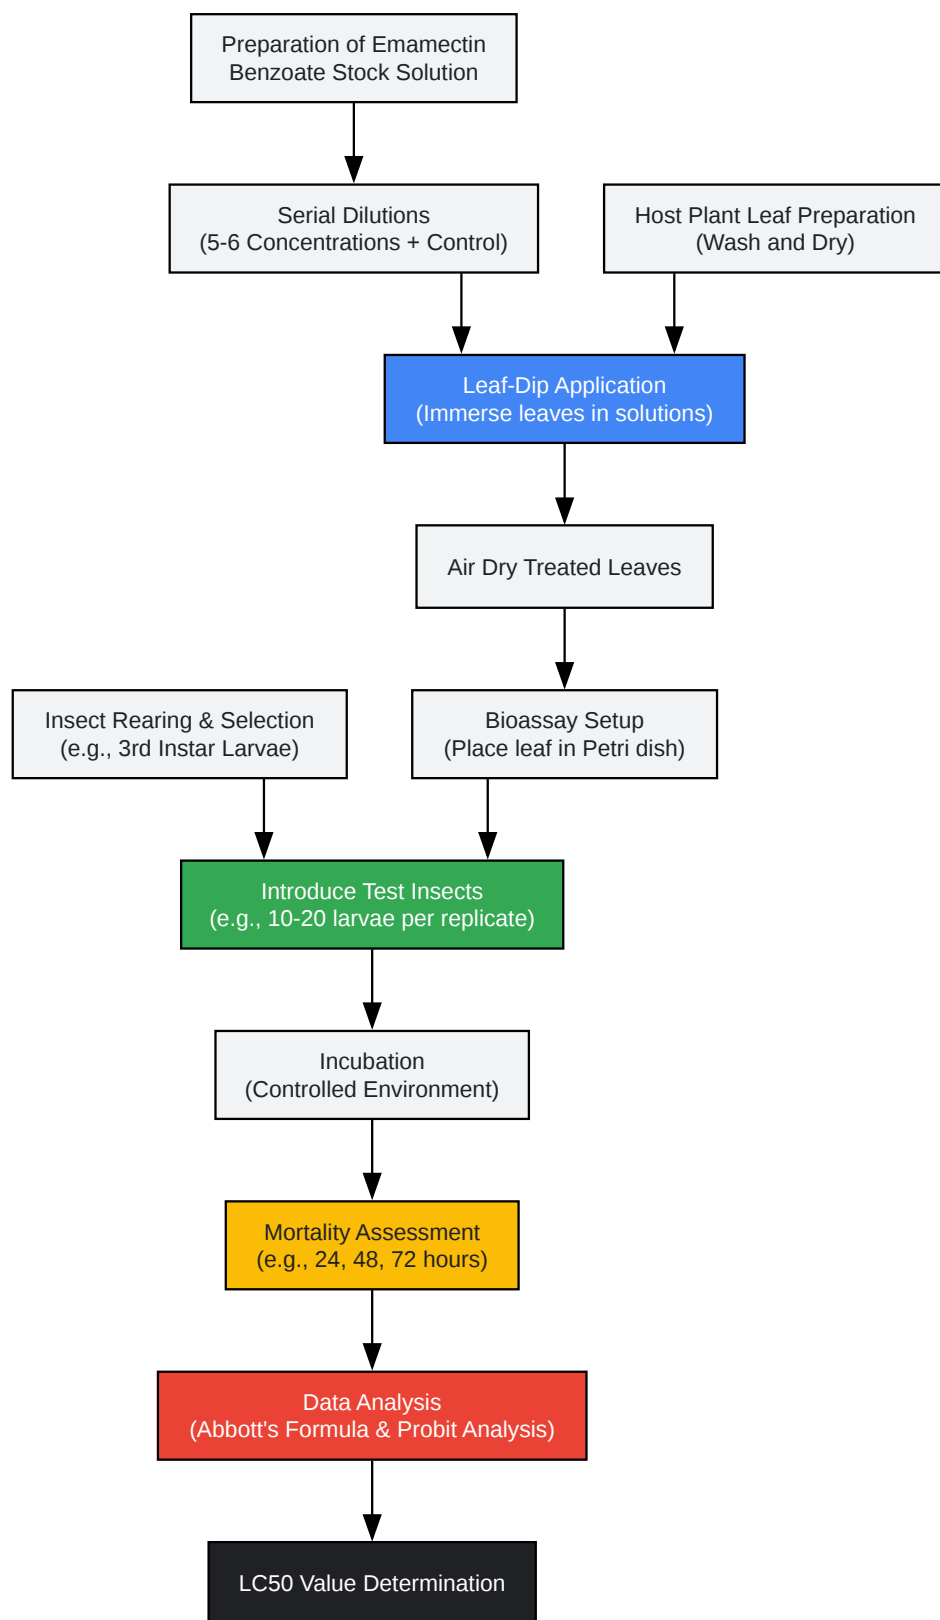 Preparation of Emamectin
Benzoate Stock Solution
Serial Dilutions
(5-6 Concentrations + Control)
Host Plant Leaf Preparation
(Wash and Dry)
Leaf-Dip Application
(Immerse leaves in solutions)
Air Dry Treated Leaves
Insect Rearing & Selection
(e.g., 3rd Instar Larvae)
Bioassay Setup
(Place leaf in Petri dish)
Introduce Test Insects
(e.g., 10-20 larvae per replicate)
Incubation
(Controlled Environment)
Mortality Assessment
(e.g., 24, 48, 72 hours)
Data Analysis
(Abbott's Formula & Probit Analysis)
LC50 Value Determination